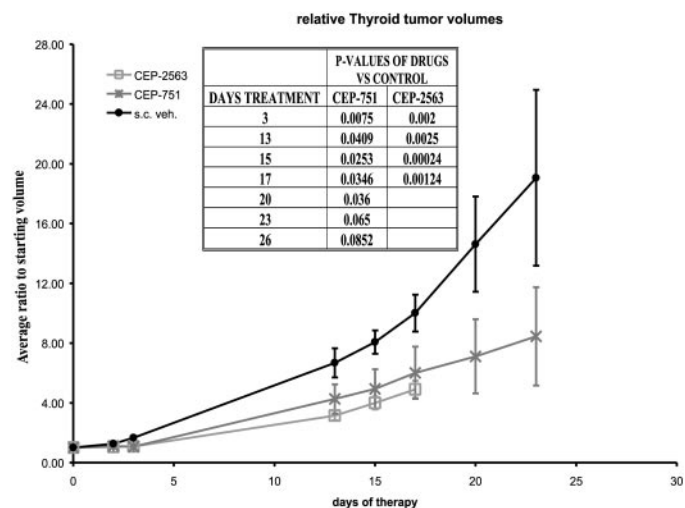 relative Thyroid tumor volumes
28.00
24.00
20.00
16.00
12.00
8.00
4.00
0.00
Average ratio to starting volume
CEP-2563
CEP-751
s.c. veh.
P-VALUES OF DRUGS
VS CONTROL
DAYS TREATMENT CEP-751 CEP-2563
3 0.0075 0.002
13 0.0409 0.0025
15 0.0253 0.00024
17 0.0346 0.00124
20 0.036
23 0.065
26 0.0852
0 5 10 15 20 25 30
days of therapy